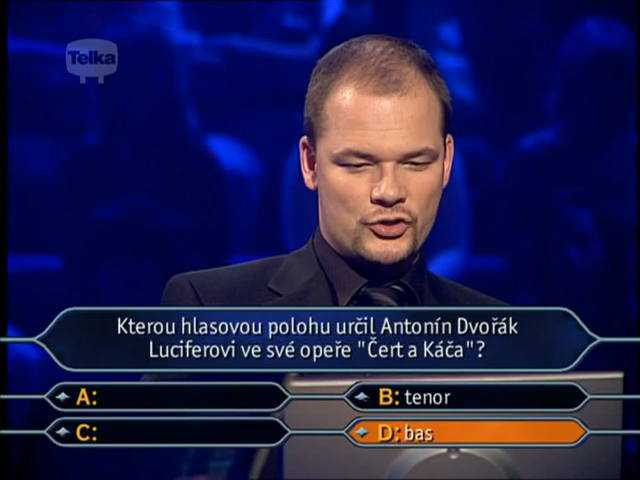 Telka
Kterou hlasovou polohu určil Antonín Dvořák
Luciferovi ve své opeře "Čert a Káča"?
A:
B: tenor
C:
D: bas